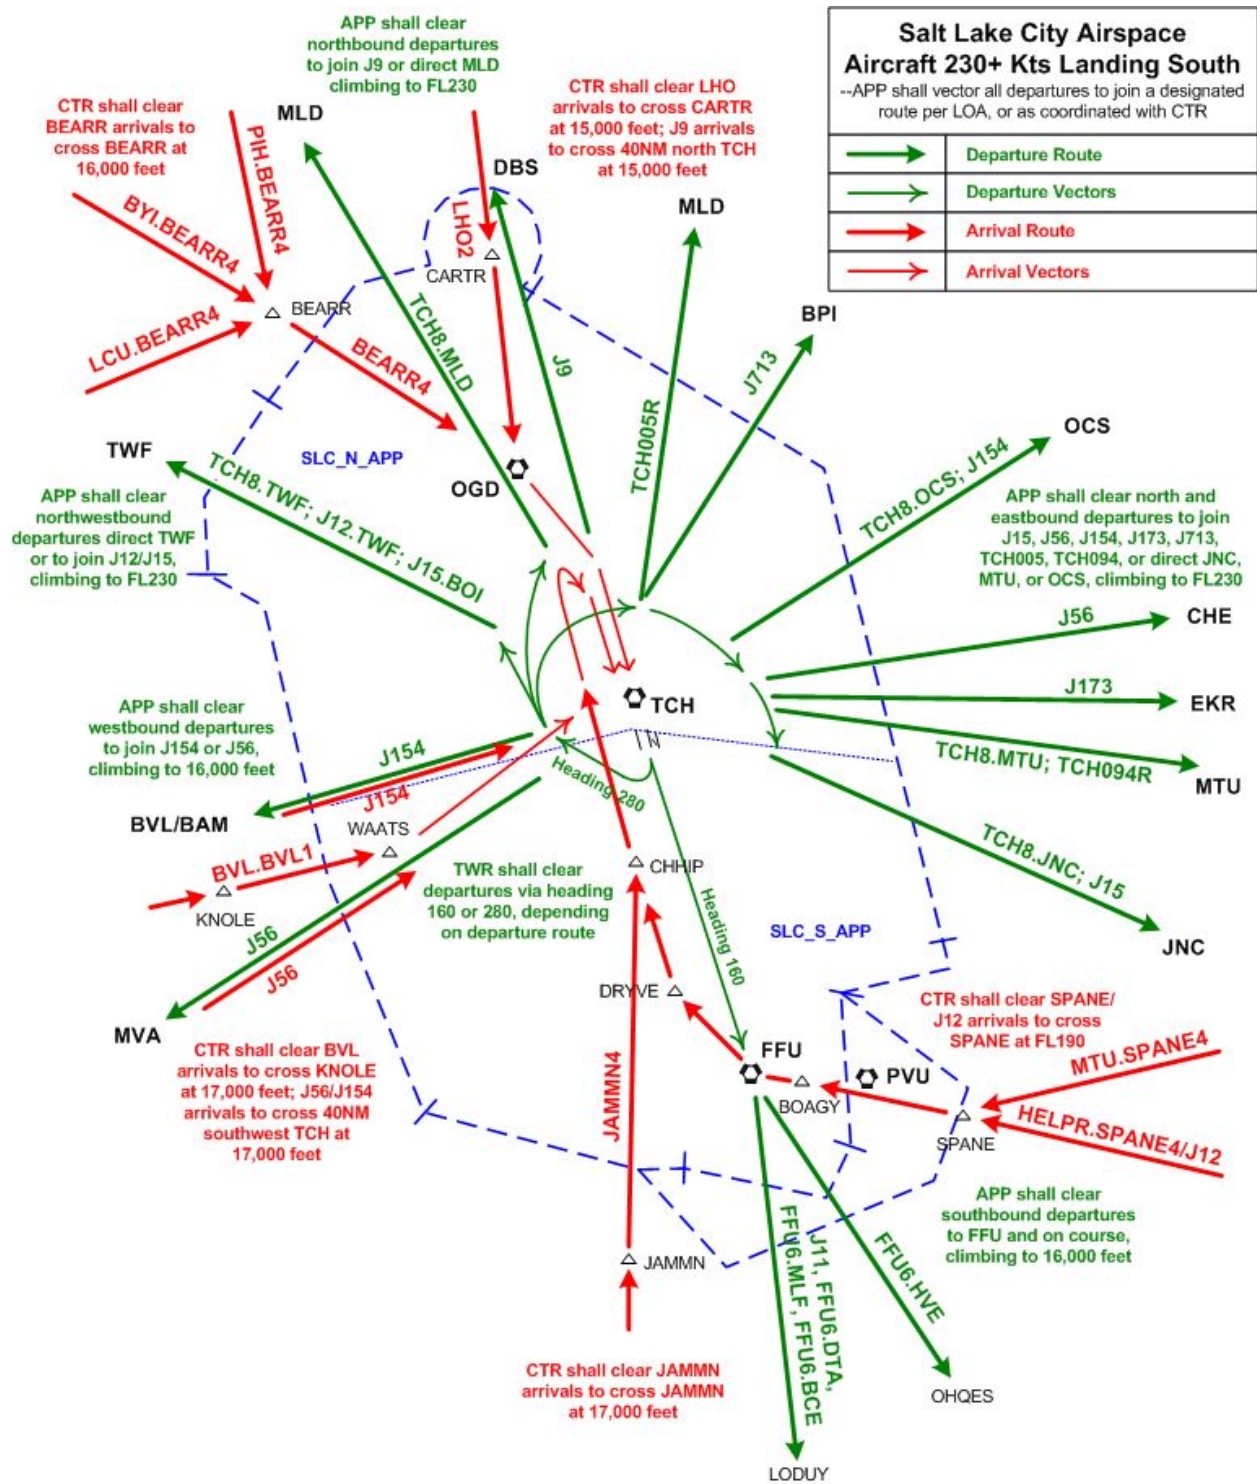 Salt Lake City Airspace
Aircraft 230+ Kts Landing South
--APP shall vector all departures to join a designated
route per LOA, or as coordinated with CTR
Departure Route
Departure Vectors
Arrival Route
Arrival Vectors
APP shall clear
northbound departures
to join J9 or direct MLD
climbing to FL230
CTR shall clear LHO
arrivals to cross CARTR
at 15,000 feet; J9 arrivals
to cross 40NM north TCH
at 15,000 feet
CTR shall clear
BEARR arrivals to
cross BEARR at
16,000 feet
MLD
PIH.BEARR4
BYI.BEARR4
LCU.BEARR4
BEARR
BEARR4
DBS
LHO2
CARTR
TCH8.MLD
J9
MLD
TCH005R
BPI
J713
OCS
TCH8.OCS; J154
TWF
TCH8.TWF; J12.TWF; J15.BOI
SLC_N_APP
OGD
APP shall clear
northwestbound
departures direct TWF
or to join J12/J15,
climbing to FL230
APP shall clear north and
eastbound departures to join
J15, J56, J154, J173, J713,
TCH005, TCH094, or direct JNC,
MTU, or OCS, climbing to FL230
CHE
J56
J173
EKR
TCH
TCH8.MTU; TCH094R
MTU
APP shall clear
westbound departures
to join J154 or J56,
climbing to 16,000 feet
J154
J154
BVL/BAM
Heading 280
WAATS
BVL.BVL1
KNOLE
CHHIP
TCH8.JNC; J15
JNC
TWR shall clear
departures via heading
160 or 280, depending
on departure route
Heading 160
SLC_S_APP
J56
J56
MVA
DRYVE
CTR shall clear BVL
arrivals to cross KNOLE
at 17,000 feet; J56/J154
arrivals to cross 40NM
southwest TCH at
17,000 feet
CTR shall clear SPANE/
J12 arrivals to cross
SPANE at FL190
MTU.SPANE4
HELPR.SPANE4/J12
FFU
PVU
BOAGY
SPANE
JAMMN4
JAMMN
APP shall clear
southbound departures
to FFU and on course,
climbing to 16,000 feet
J11, FFU6.DTA,
FFU6.MLF, FFU6.BCE
FFU6.HVE
CTR shall clear JAMMN
arrivals to cross JAMMN
at 17,000 feet
OHQES
LODUY